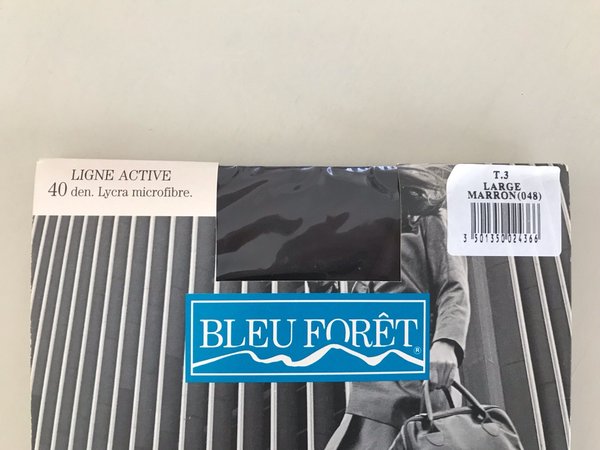 LIGNE ACTIVE
40 den. Lycra microfibre.
T.3
LARGE
MARRON(048)
3 501350 024366
BLEU FORÊT®